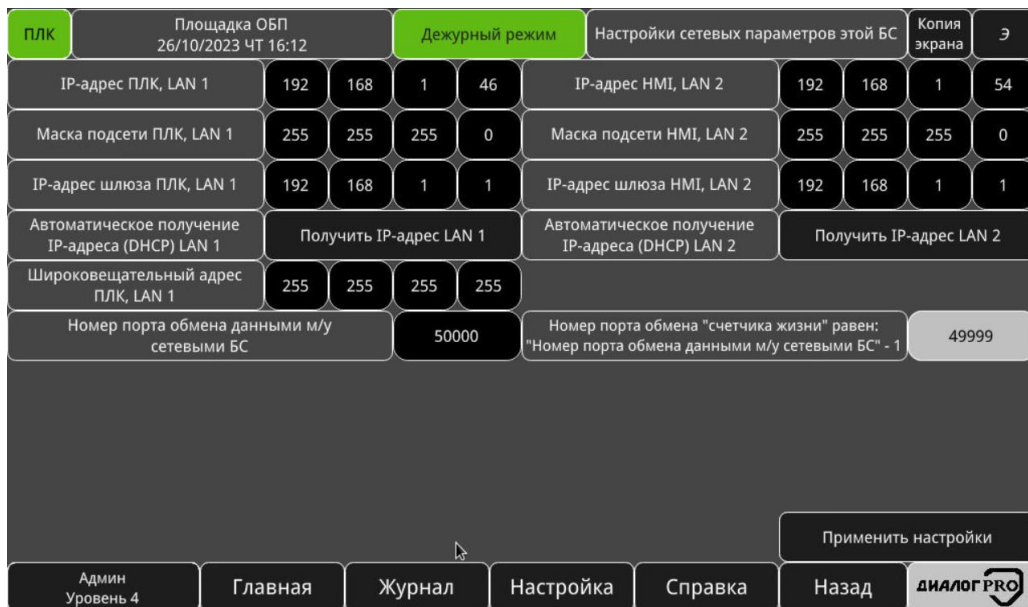 ПЛК
Площадка ОБП
26/10/2023 ЧТ 16:12
Дежурный режим
Настройки сетевых параметров этой БС
Копия
экрана
Э
IP-адрес ПЛК, LAN 1
192 168 1 46
IP-адрес HMI, LAN 2
192 168 1 54
Маска подсети ПЛК, LAN 1
255 255 255 0
Маска подсети HMI, LAN 2
255 255 255 0
IP-адрес шлюза ПЛК, LAN 1
192 168 1 1
IP-адрес шлюза HMI, LAN 2
192 168 1 1
Автоматическое получение
IP-адреса (DHCP) LAN 1
Получить IP-адрес LAN 1
Автоматическое получение
IP-адреса (DHCP) LAN 2
Получить IP-адрес LAN 2
Широковещательный адрес
ПЛК, LAN 1
255 255 255 255
Номер порта обмена данными м/у
сетевыми БС
50000
Номер порта обмена "счетчика жизни" равен:
"Номер порта обмена данными м/у сетевыми БС" - 1
49999
Применить настройки
Админ
Уровень 4
Главная
Журнал
Настройка
Справка
Назад
ДИАЛОГ PRO